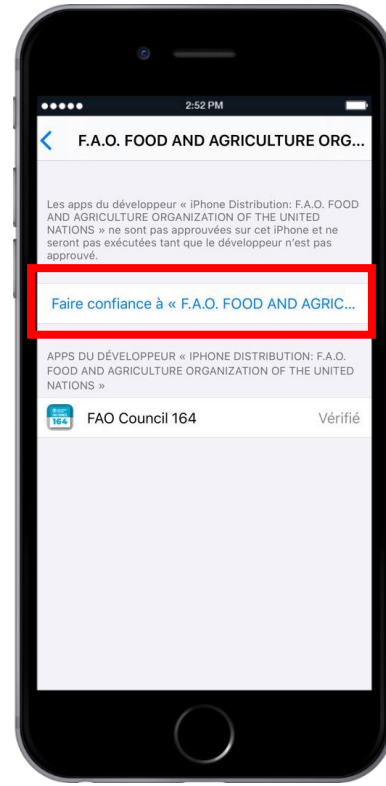 2:52 PM
F.A.O. FOOD AND AGRICULTURE ORG...
Les apps du développeur « iPhone Distribution: F.A.O. FOOD
AND AGRICULTURE ORGANIZATION OF THE UNITED
NATIONS » ne sont pas approuvées sur cet iPhone et ne
seront pas exécutées tant que le développeur n'est pas
approuvé.
Faire confiance à « F.A.O. FOOD AND AGRIC...
APPS DU DÉVELOPPEUR « IPHONE DISTRIBUTION: F.A.O.
FOOD AND AGRICULTURE ORGANIZATION OF THE UNITED
NATIONS »
164
FAO Council 164 Vérifié